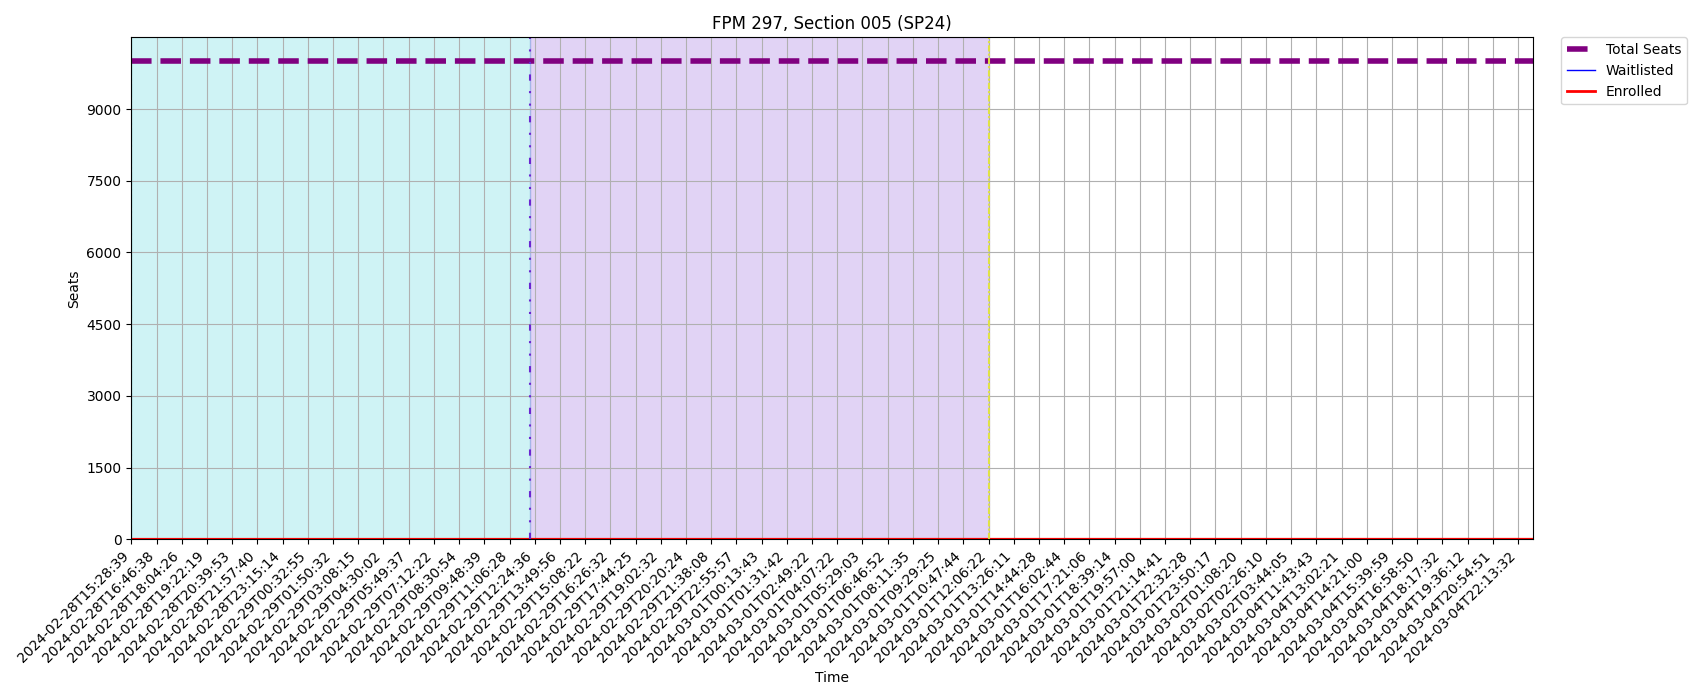 FPM 297, Section 005 (SP24)
Total Seats
Waitlisted
Enrolled
9000
7500
6000
4500
3000
1500
0
Seats
2024-02-28T15:28:39
2024-02-28T16:46:38
2024-02-28T18:04:26
2024-02-28T19:22:19
2024-02-28T20:39:53
2024-02-28T21:57:40
2024-02-28T23:15:14
2024-02-29T00:32:55
2024-02-29T01:50:32
2024-02-29T03:08:15
2024-02-29T04:30:02
2024-02-29T05:49:37
2024-02-29T07:12:22
2024-02-29T08:30:54
2024-02-29T09:48:39
2024-02-29T11:06:28
2024-02-29T12:24:36
2024-02-29T13:49:56
2024-02-29T15:08:22
2024-02-29T16:26:32
2024-02-29T17:44:25
2024-02-29T19:02:32
2024-02-29T20:20:24
2024-02-29T21:38:08
2024-02-29T22:55:57
2024-03-01T00:13:43
2024-03-01T01:31:42
2024-03-01T02:49:22
2024-03-01T04:07:22
2024-03-01T05:29:03
2024-03-01T06:46:52
2024-03-01T08:11:35
2024-03-01T09:29:25
2024-03-01T10:47:44
2024-03-01T12:06:22
2024-03-01T13:26:11
2024-03-01T14:44:28
2024-03-01T16:02:44
2024-03-01T17:21:06
2024-03-01T18:39:14
2024-03-01T19:57:00
2024-03-01T21:14:41
2024-03-01T22:32:28
2024-03-01T23:50:17
2024-03-02T01:08:20
2024-03-02T02:26:10
2024-03-02T03:44:05
2024-03-04T11:43:43
2024-03-04T13:02:21
2024-03-04T14:21:00
2024-03-04T15:39:59
2024-03-04T16:58:50
2024-03-04T18:17:32
2024-03-04T19:36:12
2024-03-04T20:54:51
2024-03-04T22:13:32
Time